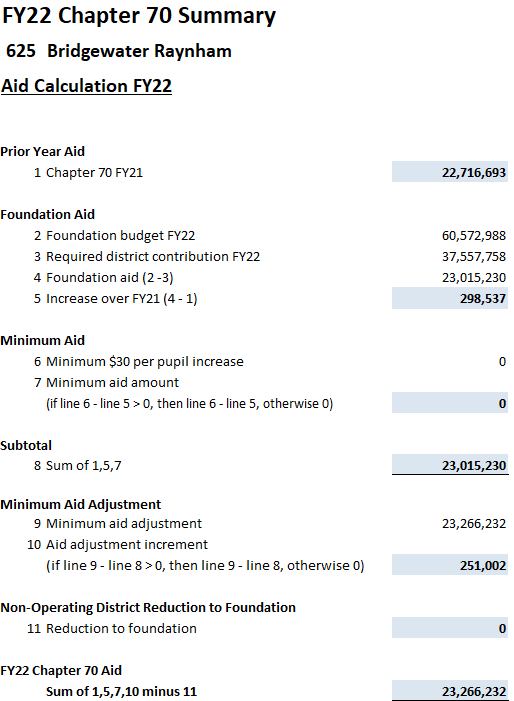 FY22 Chapter 70 Summary
625 Bridgewater Raynham
Aid Calculation FY22
Prior Year Aid
1 Chapter 70 FY21 22,716,693
Foundation Aid
2 Foundation budget FY22 60,572,988
3 Required district contribution FY22 37,557,758
4 Foundation aid (2 -3) 23,015,230
5 Increase over FY21 (4 - 1) 298,537
Minimum Aid
6 Minimum $30 per pupil increase 0
7 Minimum aid amount
(if line 6 - line 5 > 0, then line 6 - line 5, otherwise 0) 0
Subtotal
8 Sum of 1,5,7 23,015,230
Minimum Aid Adjustment
9 Minimum aid adjustment 23,266,232
10 Aid adjustment increment
(if line 9 - line 8 > 0, then line 9 - line 8, otherwise 0) 251,002
Non-Operating District Reduction to Foundation
11 Reduction to foundation 0
FY22 Chapter 70 Aid
Sum of 1,5,7,10 minus 11 23,266,232